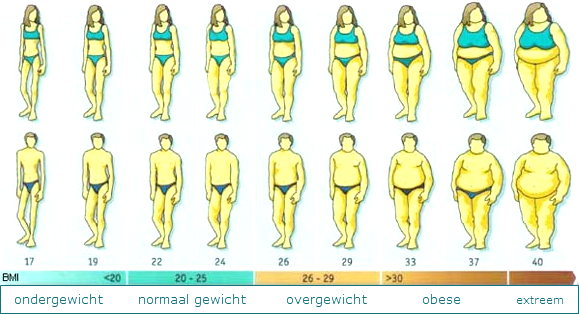 17 19 22 24 26 29 33 37 40
BMI <20 20 - 25 26 - 29 >30
ondergewicht normaal gewicht overgewicht obese extreem